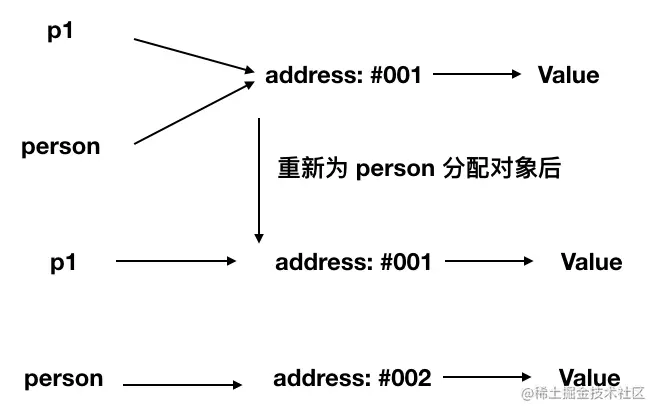 p1
address: #001
Value
person
重新为 person 分配对象后
p1
address: #001
Value
person
address: #002
Value
@稀土掘金技术社区